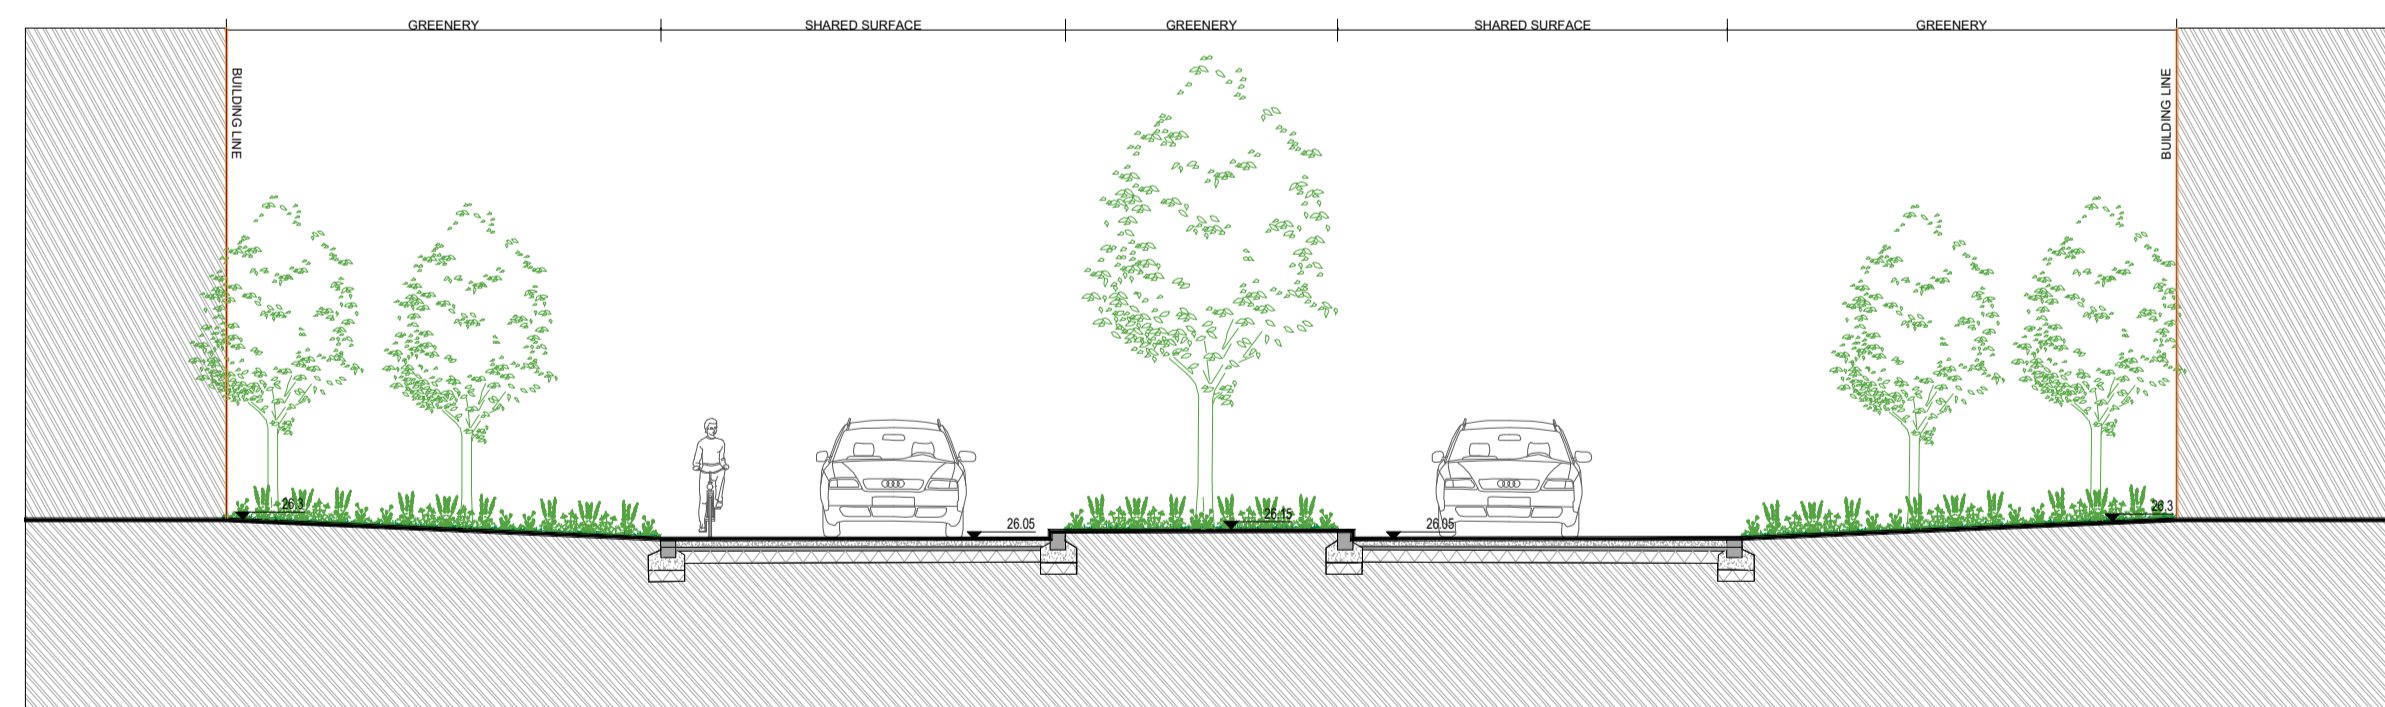 GREENERY
SHARED SURFACE
GREENERY
SHARED SURFACE
GREENERY
BUILDING LINE
BUILDING LINE
26,3
26.05
26,15
26.05
26,3